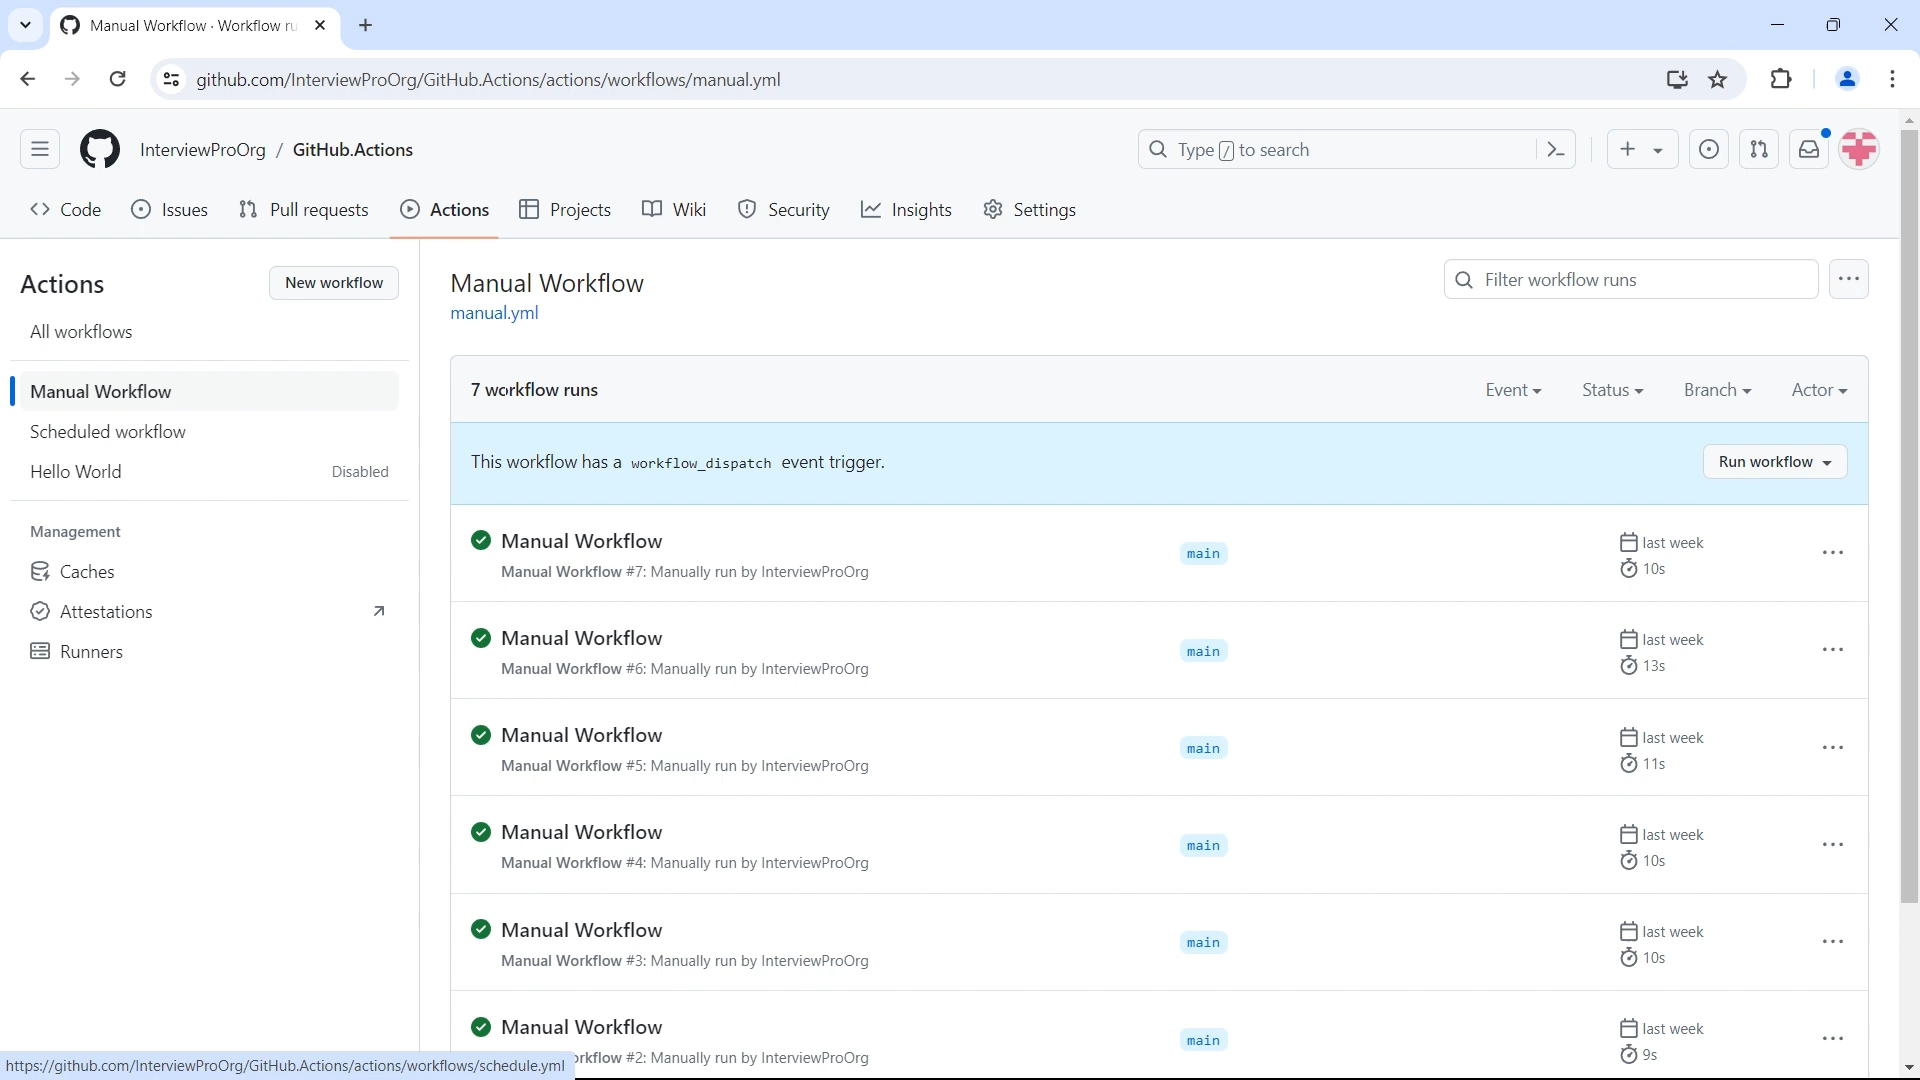 Manual Workflow · Workflow ru
github.com/InterviewProOrg/GitHub.Actions/actions/workflows/manual.yml
InterviewProOrg / GitHub.Actions
Type / to search
Code
Issues
Pull requests
Actions
Projects
Wiki
Security
Insights
Settings
Actions
New workflow
All workflows
Manual Workflow
Scheduled workflow
Hello World
Disabled
Management
Caches
Attestations
Runners
Manual Workflow
manual.yml
Filter workflow runs
7 workflow runs
Event
Status
Branch
Actor
This workflow has a workflow_dispatch event trigger.
Run workflow
Manual Workflow
Manual Workflow #7: Manually run by InterviewProOrg
main
last week
10s
Manual Workflow
Manual Workflow #6: Manually run by InterviewProOrg
main
last week
13s
Manual Workflow
Manual Workflow #5: Manually run by InterviewProOrg
main
last week
11s
Manual Workflow
Manual Workflow #4: Manually run by InterviewProOrg
main
last week
10s
Manual Workflow
Manual Workflow #3: Manually run by InterviewProOrg
main
last week
10s
Manual Workflow
rkflow #2: Manually run by InterviewProOrg
main
last week
9s
https://github.com/InterviewProOrg/GitHub.Actions/actions/workflows/schedule.yml